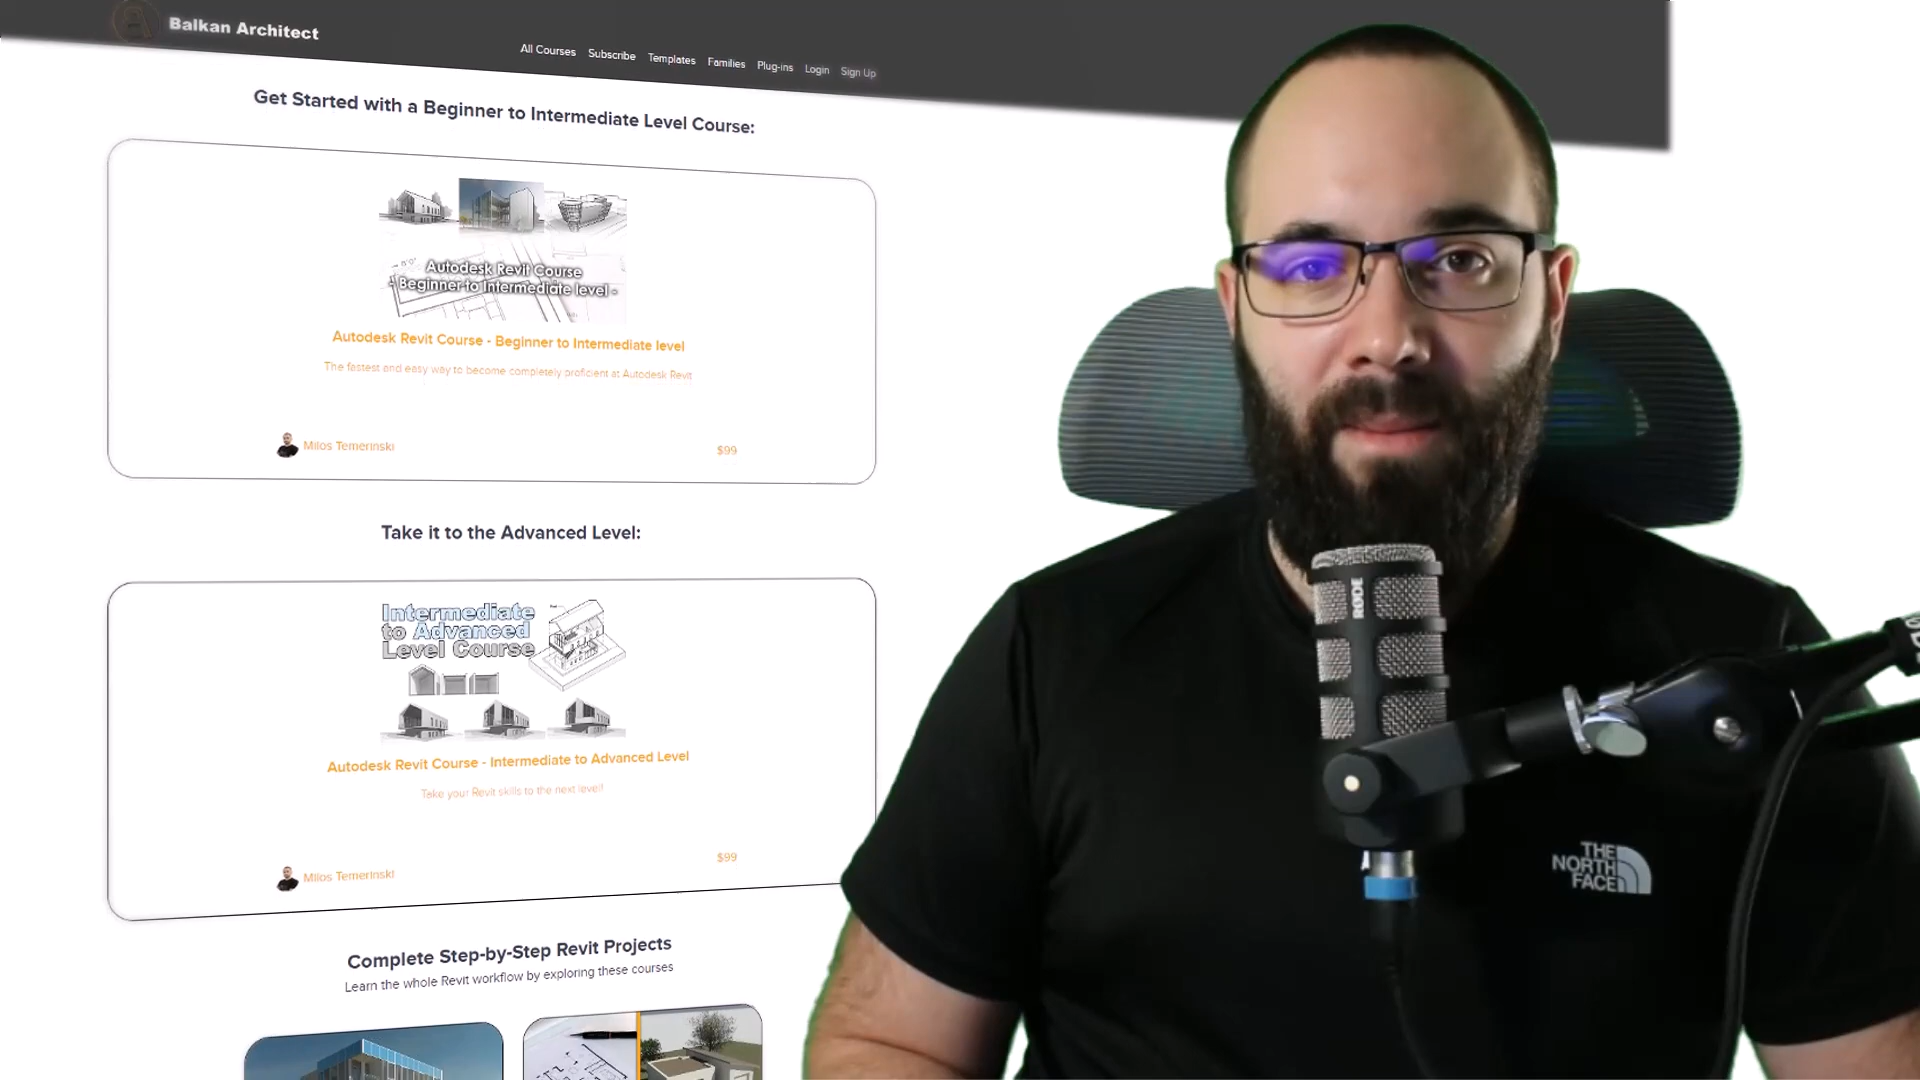 Balkan Architect
All Courses Subscribe Templates Families Plug-ins Login Sign Up
Get Started with a Beginner to Intermediate Level Course:
Autodesk Revit Course
- Beginner to Intermediate level -
Autodesk Revit Course - Beginner to Intermediate level
The fastest and easy way to become completely proficient at Autodesk Revit
Milos Temerinski
$99
Take it to the Advanced Level:
Intermediate
to Advanced
Level Course
Autodesk Revit Course - Intermediate to Advanced Level
Take your Revit skills to the next level!
Milos Temerinski
$99
Complete Step-by-Step Revit Projects
Learn the whole Revit workflow by exploring these courses
RØDE
THE
NORTH
FACE